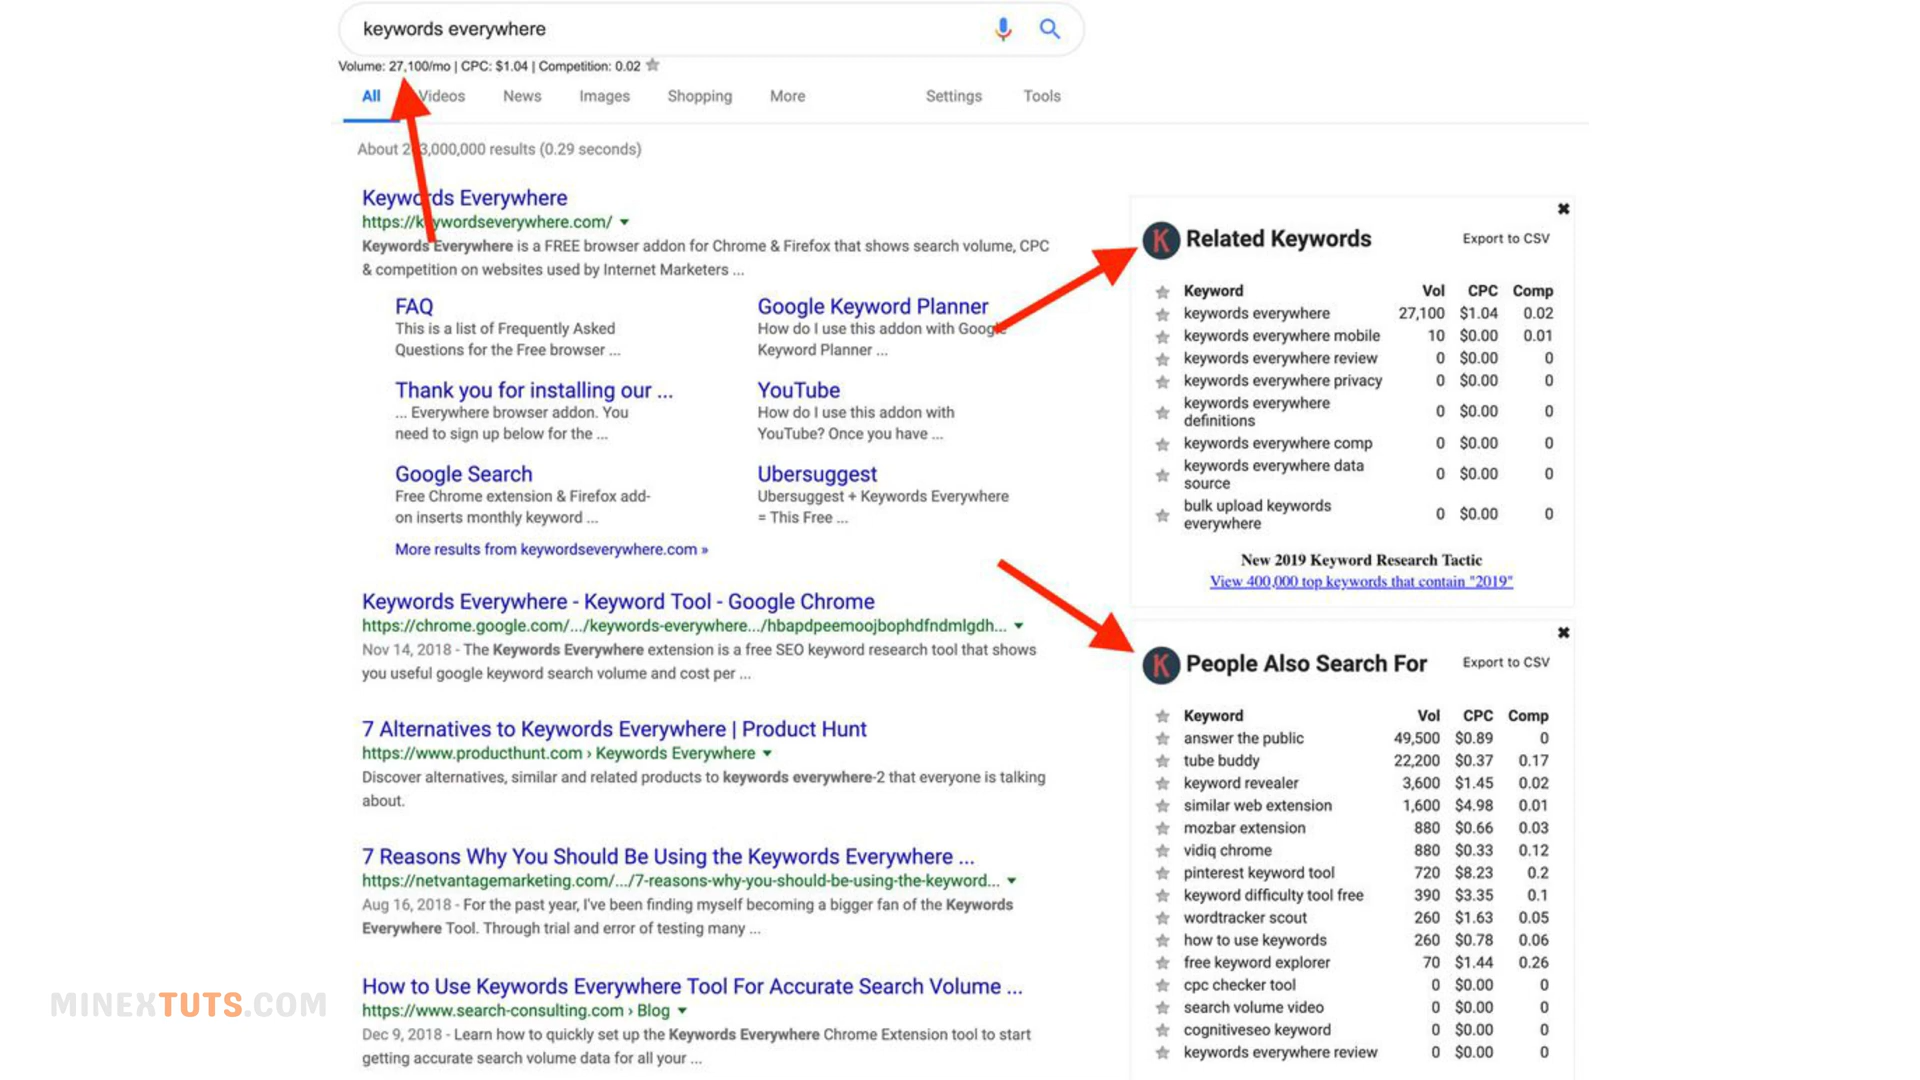 keywords everywhere
Volume: 27,100/mo | CPC: $1.04 | Competition: 0.02
All Videos News Images Shopping More Settings Tools
About 3,000,000 results (0.29 seconds)
Keywords Everywhere
https://keywordseverywhere.com/
Keywords Everywhere is a FREE browser addon for Chrome & Firefox that shows search volume, CPC
& competition on websites used by Internet Marketers ...
FAQ
This is a list of Frequently Asked
Questions for the Free browser ...
Google Keyword Planner
How do I use this addon with Google
Keyword Planner ...
Thank you for installing our ...
... Everywhere browser addon. You
need to sign up below for the ...
YouTube
How do I use this addon with
YouTube? Once you have ...
Google Search
Free Chrome extension & Firefox add-
on inserts monthly keyword ...
Ubersuggest
Ubersuggest + Keywords Everywhere
= This Free ...
More results from keywordseverywhere.com »
Keywords Everywhere - Keyword Tool - Google Chrome
https://chrome.google.com/.../keywords-everywhere.../hbapdpeemoojbophdfndmlgdh...
Nov 14, 2018 - The Keywords Everywhere extension is a free SEO keyword research tool that shows
you useful google keyword search volume and cost per ...
7 Alternatives to Keywords Everywhere | Product Hunt
https://www.producthunt.com › Keywords Everywhere
Discover alternatives, similar and related products to keywords everywhere-2 that everyone is talking
about.
7 Reasons Why You Should Be Using the Keywords Everywhere ...
https://netvantagemarketing.com/.../7-reasons-why-you-should-be-using-the-keyword...
Aug 16, 2018 - For the past year, I've been finding myself becoming a bigger fan of the Keywords
Everywhere Tool. Through trial and error of testing many ...
How to Use Keywords Everywhere Tool For Accurate Search Volume ...
https://www.search-consulting.com › Blog
Dec 9, 2018 - Learn how to quickly set up the Keywords Everywhere Chrome Extension tool to start
getting accurate search volume data for all your ...
K Related Keywords Export to CSV
Keyword Vol CPC Comp
keywords everywhere 27,100 $1.04 0.02
keywords everywhere mobile 10 $0.00 0.01
keywords everywhere review 0 $0.00 0
keywords everywhere privacy 0 $0.00 0
keywords everywhere
definitions 0 $0.00 0
keywords everywhere comp 0 $0.00 0
keywords everywhere data
source 0 $0.00 0
bulk upload keywords
everywhere 0 $0.00 0
New 2019 Keyword Research Tactic
View 400,000 top keywords that contain "2019"
K People Also Search For Export to CSV
Keyword Vol CPC Comp
answer the public 49,500 $0.89 0
tube buddy 22,200 $0.37 0.17
keyword revealer 3,600 $1.45 0.02
similar web extension 1,600 $4.98 0.01
mozbar extension 880 $0.66 0.03
vidiq chrome 880 $0.33 0.12
pinterest keyword tool 720 $8.23 0.2
keyword difficulty tool free 390 $3.35 0.1
wordtracker scout 260 $1.63 0.05
how to use keywords 260 $0.78 0.06
free keyword explorer 70 $1.44 0.26
cpc checker tool 0 $0.00 0
search volume video 0 $0.00 0
cognitiveseo keyword 0 $0.00 0
keywords everywhere review 0 $0.00 0
MINEXTUTS.COM